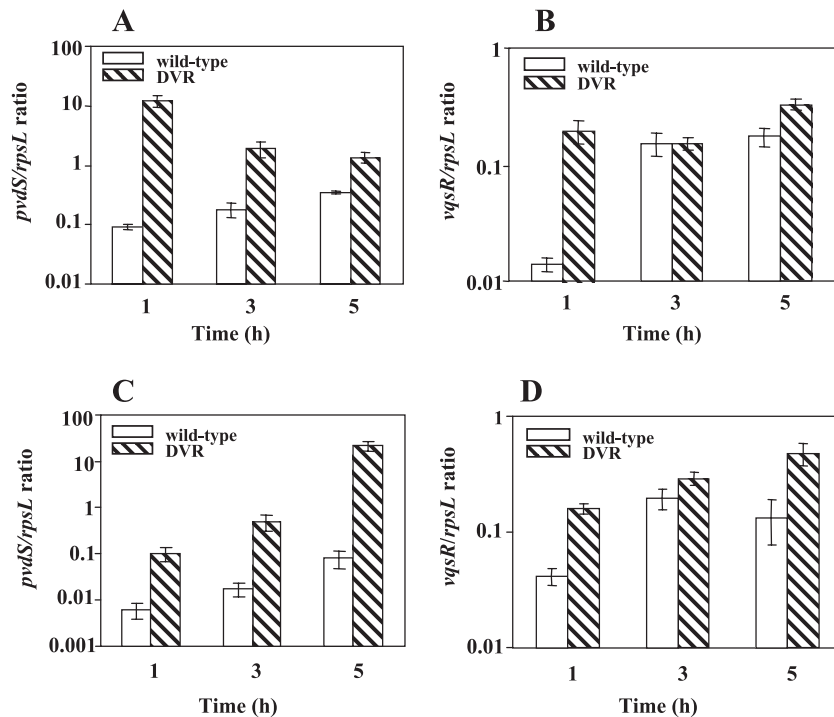 A
100
10
1
0.1
0.01
pvdS/rpsL ratio
wild-type
DVR
1 3 5
Time (h)
B
1
0.1
0.01
vqsR/rpsL ratio
wild-type
DVR
1 3 5
Time (h)
C
100
10
1
0.1
0.01
0.001
pvdS/rpsL ratio
wild-type
DVR
1 3 5
Time (h)
D
1
0.1
0.01
vqsR/rpsL ratio
wild-type
DVR
1 3 5
Time (h)